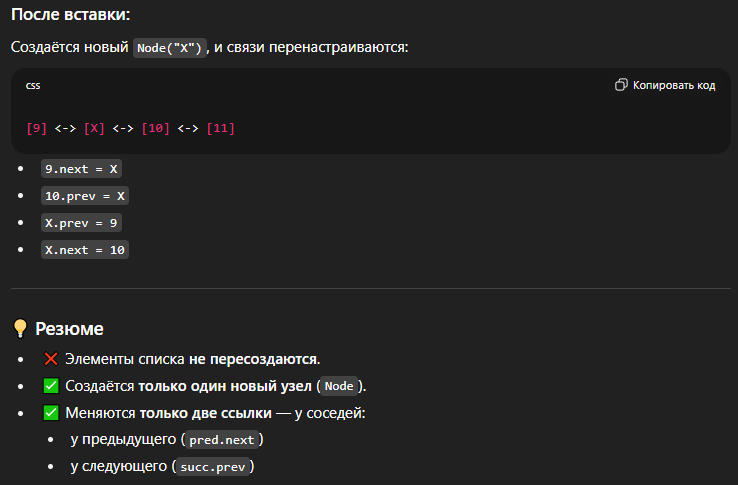 После вставки:
Создаётся новый Node("X"), и связи перенастраиваются:
css
Копировать код
[9] <-> [X] <-> [10] <-> [11]
• 9.next = X
• 10.prev = X
• X.prev = 9
• X.next = 10
💡 Резюме
• ❌ Элементы списка не пересоздаются.
• ✅ Создаётся только один новый узел (Node).
• ✅ Меняются только две ссылки — у соседей:
• у предыдущего (pred.next)
• у следующего (succ.prev)